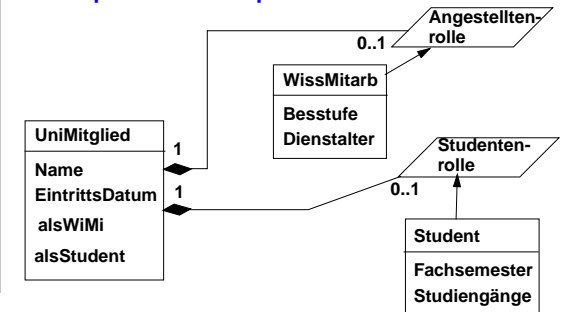 Angestellten-
rolle
0..1
WissMitarb
Besstufe
Dienstalter
UniMitglied
1
Name
EintrittsDatum
1
alsWiMi
alsStudent
Studenten-
rolle
0..1
Student
Fachsemester
Studiengänge